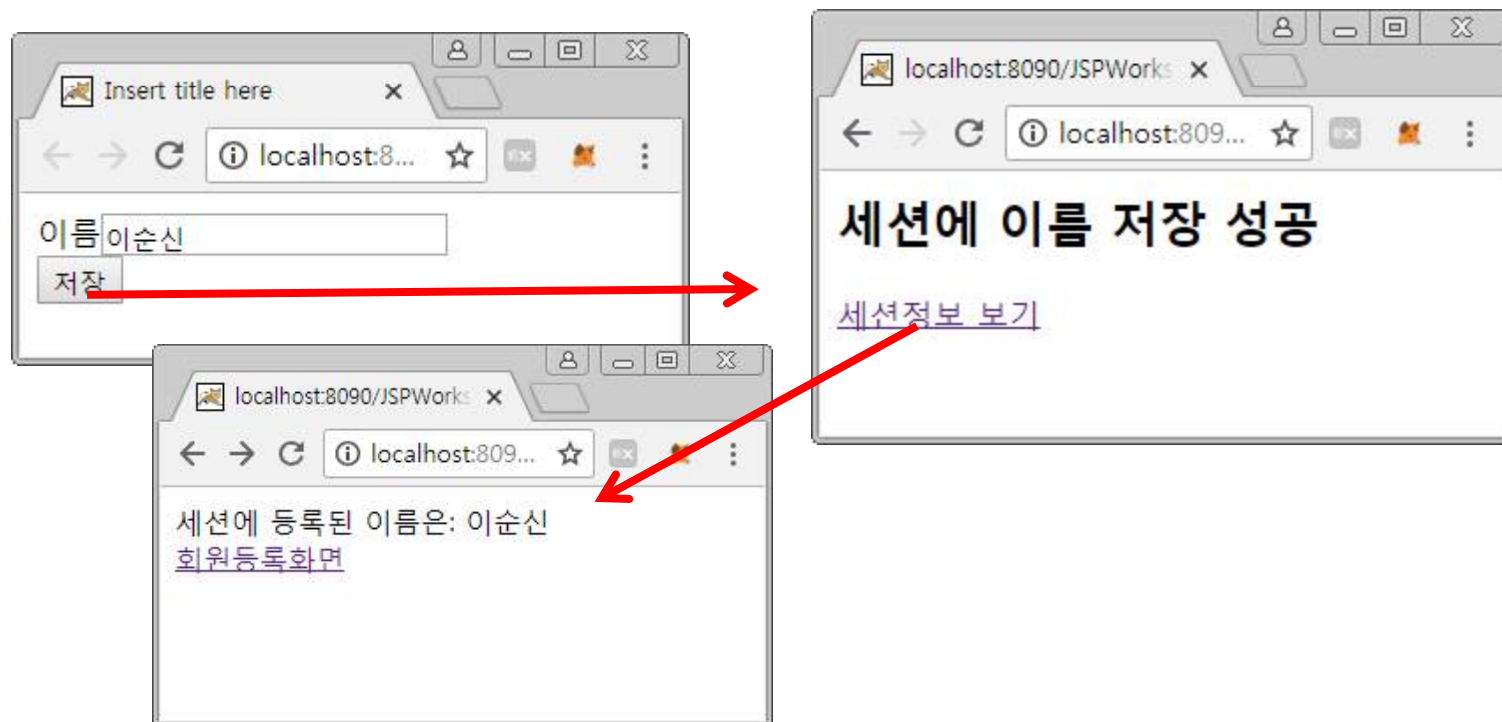 Insert title here
localhost:8...
이름 이순신
저장
localhost:8090/JSPWorks
localhost:809...
세션에 이름 저장 성공
세션정보 보기
localhost:8090/JSPWorks
localhost:809...
세션에 등록된 이름은: 이순신
회원등록화면